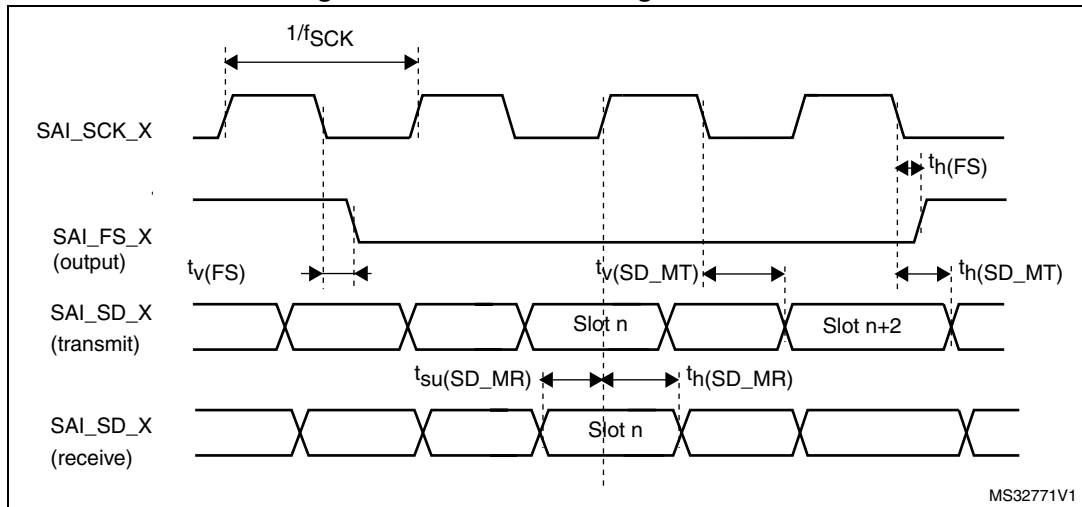 1/fSCK
SAI_SCK_X
th(FS)
SAI_FS_X
(output)
tv(FS)
tv(SD_MT)
th(SD_MT)
SAI_SD_X
(transmit)
Slot n
Slot n+2
tsu(SD_MR)
th(SD_MR)
SAI_SD_X
(receive)
Slot n
MS32771V1